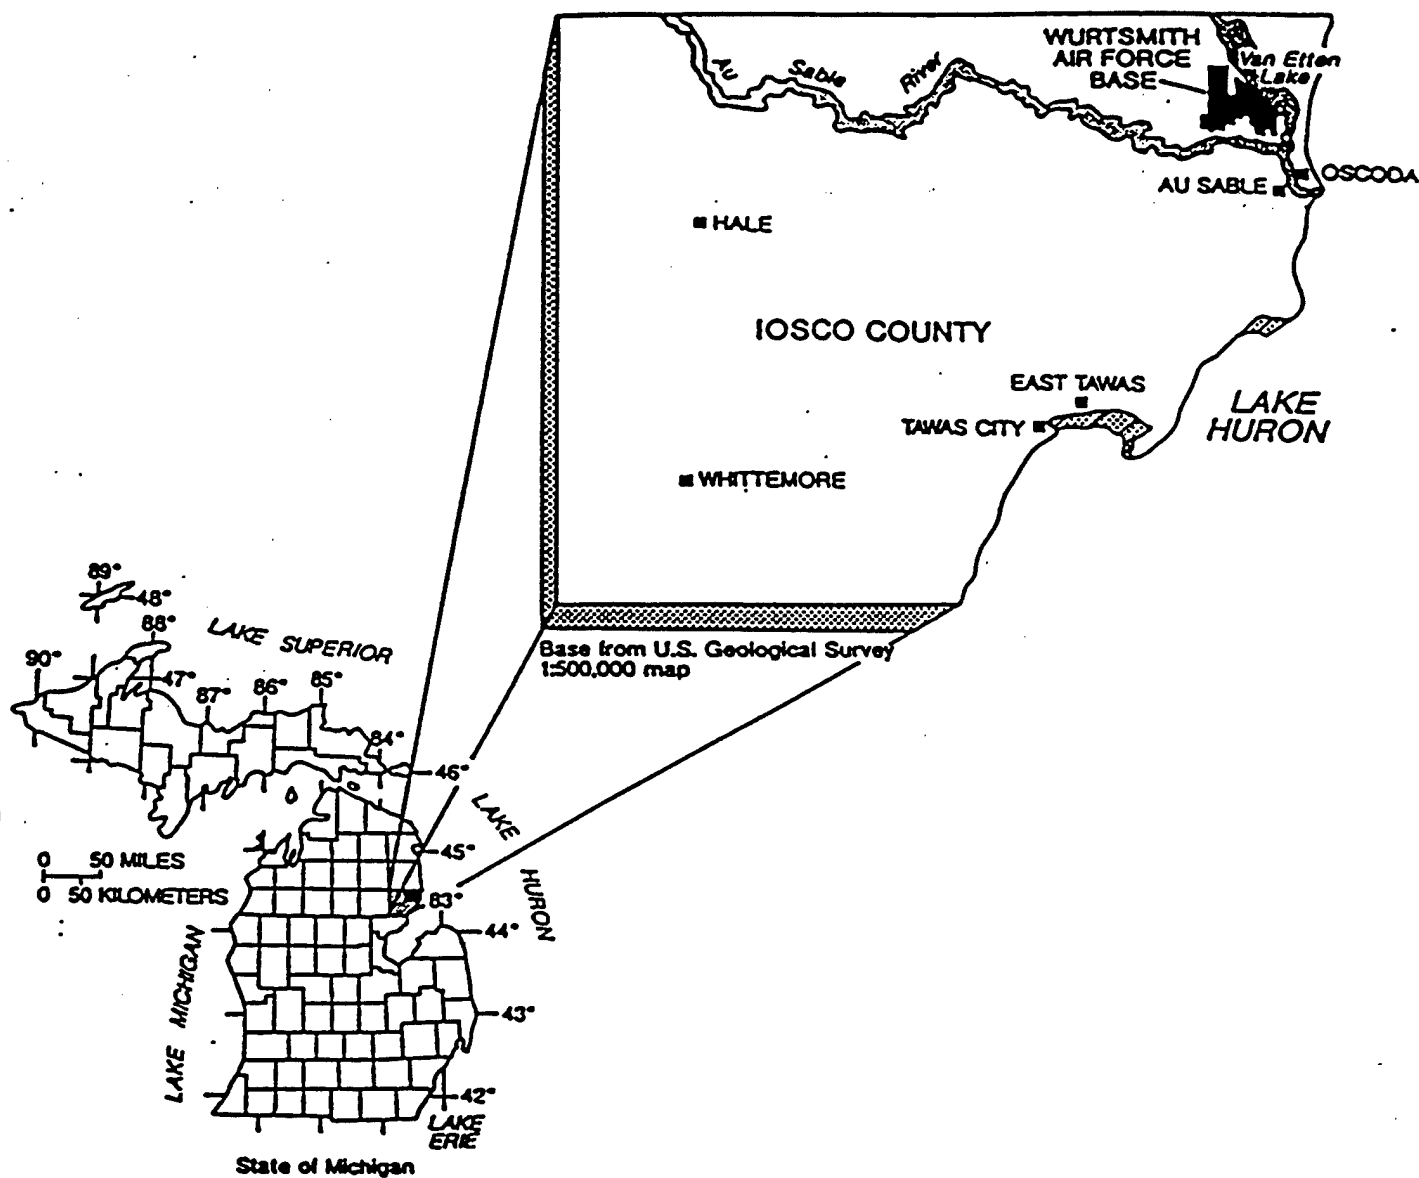 WURTSMITH
AIR FORCE
BASE
Van Etten
Lake
Au Sable River
OSCODA
AU SABLE
HALE
IOSCO COUNTY
EAST TAWAS
TAWAS CITY
LAKE
HURON
WHITTEMORE
Base from U.S. Geological Survey
1:500,000 map
89°
48°
88°
LAKE SUPERIOR
90°
47°
87°
86°
85°
84°
46°
LAKE HURON
45°
0 50 MILES
0 50 KILOMETERS
83°
44°
LAKE MICHIGAN
43°
42°
LAKE
ERIE
State of Michigan